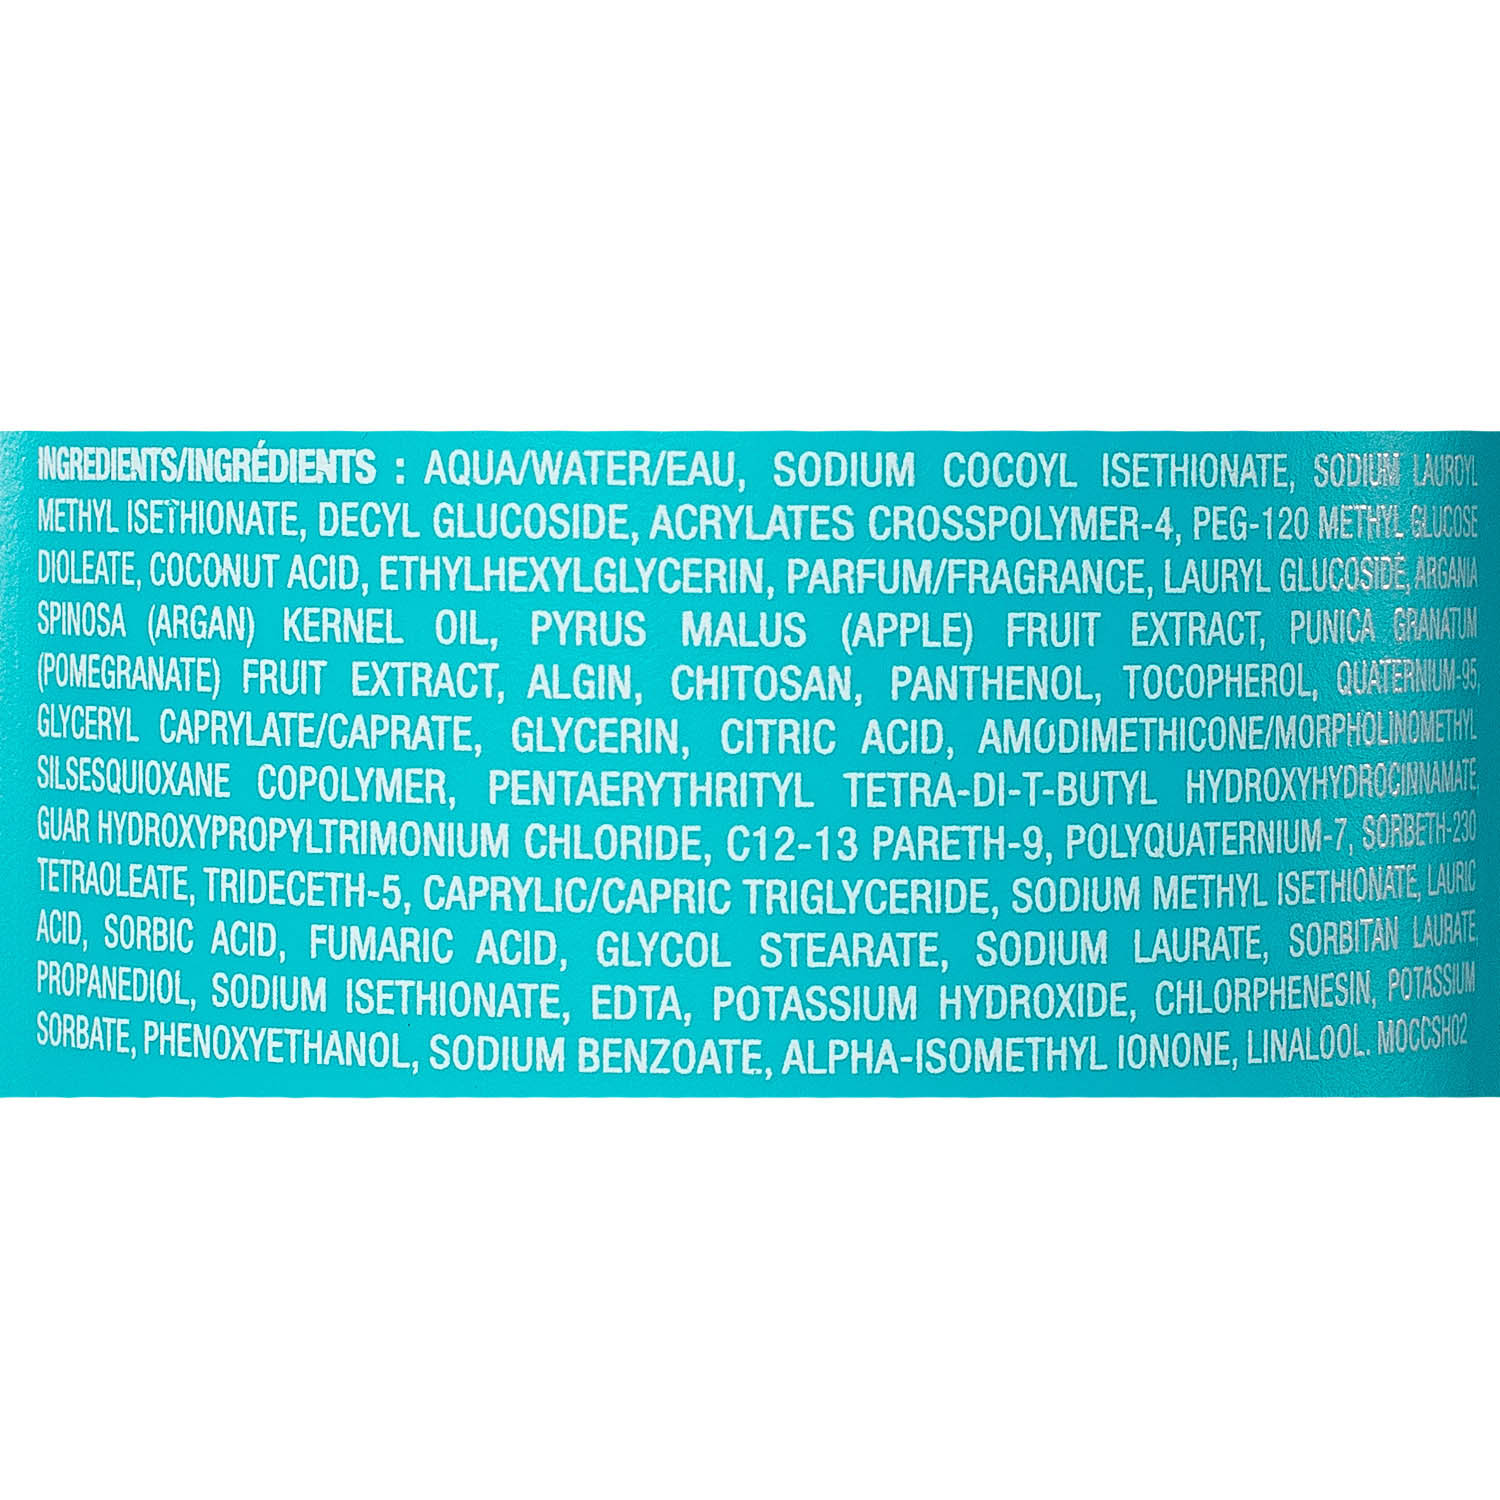 INGREDIENTS/INGRÉDIENTS : AQUA/WATER/EAU, SODIUM COCOYL ISETHIONATE, SODIUM LAUROYL
METHYL ISETHIONATE, DECYL GLUCOSIDE, ACRYLATES CROSSPOLYMER-4, PEG-120 METHYL GLUCOSE
DIOLEATE, COCONUT ACID, ETHYLHEXYLGLYCERIN, PARFUM/FRAGRANCE, LAURYL GLUCOSIDE, ARGANIA
SPINOSA (ARGAN) KERNEL OIL, PYRUS MALUS (APPLE) FRUIT EXTRACT, PUNICA GRANATUM
(POMEGRANATE) FRUIT EXTRACT, ALGIN, CHITOSAN, PANTHENOL, TOCOPHEROL, QUATERNIUM-95,
GLYCERYL CAPRYLATE/CAPRATE, GLYCERIN, CITRIC ACID, AMODIMETHICONE/MORPHOLINOMETHYL
SILSESQUIOXANE COPOLYMER, PENTAERYTHRITYL TETRA-DI-T-BUTYL HYDROXYHYDROCINNAMATE,
GUAR HYDROXYPROPYLTRIMONIUM CHLORIDE, C12-13 PARETH-9, POLYQUATERNIUM-7, SORBETH-230
TETRAOLEATE, TRIDECETH-5, CAPRYLIC/CAPRIC TRIGLYCERIDE, SODIUM METHYL ISETHIONATE, LAURIC
ACID, SORBIC ACID, FUMARIC ACID, GLYCOL STEARATE, SODIUM LAURATE, SORBITAN LAURATE,
PROPANEDIOL, SODIUM ISETHIONATE, EDTA, POTASSIUM HYDROXIDE, CHLORPHENESIN, POTASSIUM
SORBATE, PHENOXYETHANOL, SODIUM BENZOATE, ALPHA-ISOMETHYL IONONE, LINALOOL. MOCCSH02